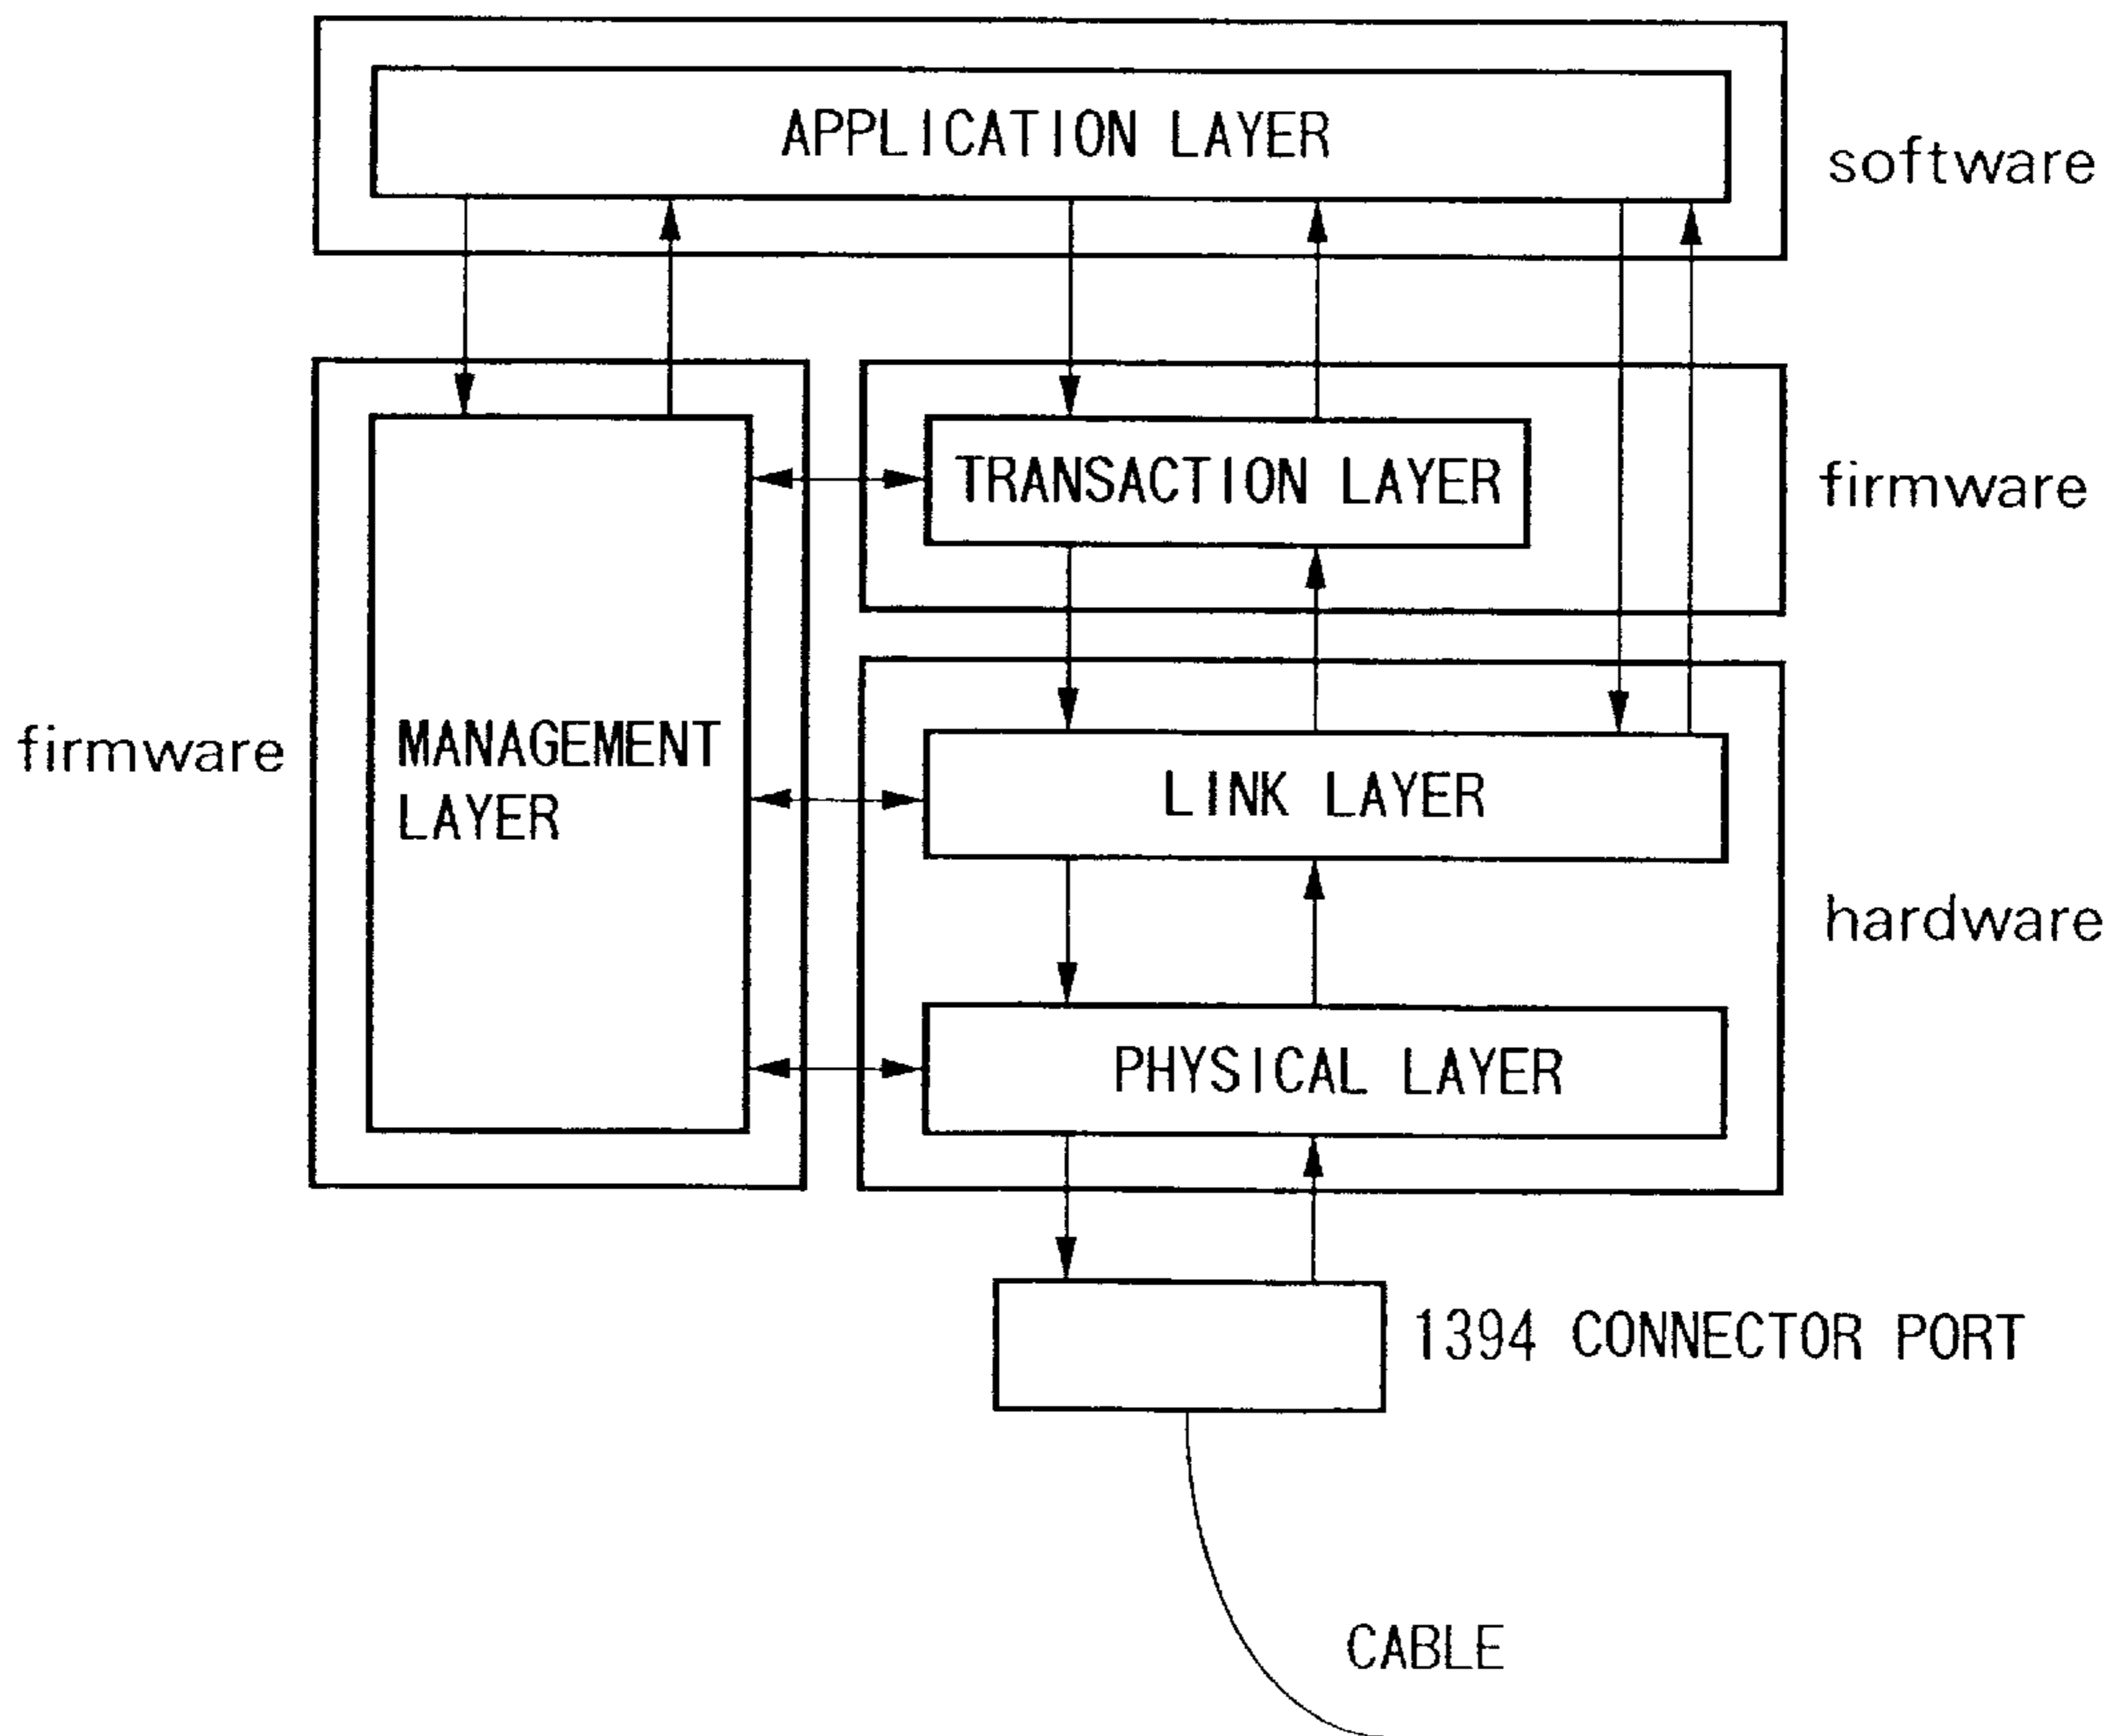 APPLICATION LAYER
software
TRANSACTION LAYER
firmware
firmware
MANAGEMENT
LAYER
LINK LAYER
hardware
PHYSICAL LAYER
1394 CONNECTOR PORT
CABLE